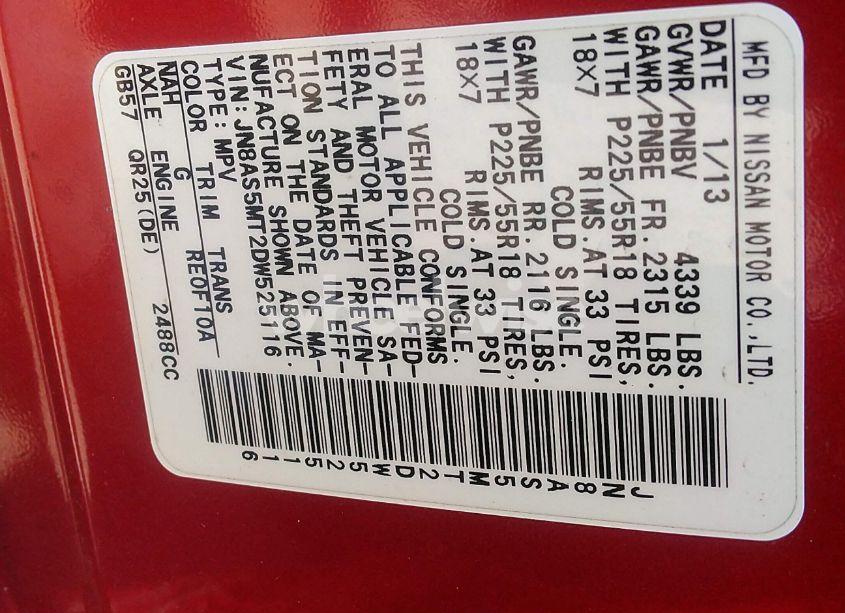 MFD BY NISSAN MOTOR CO.,LTD.
DATE 1/13
GVWR/PNBV 4339 LBS.
GAWR/PNBE FR.2315 LBS.
WITH P225/55R18 TIRES,
18X7 RIMS.AT 33 PSI
COLD SINGLE.
GAWR/PNBE RR.2116 LBS.
WITH P225/55R18 TIRES,
18X7 RIMS.AT 33 PSI
COLD SINGLE.
THIS VEHICLE CONFORMS
TO ALL APPLICABLE FED-
ERAL MOTOR VEHICLE SA-
FETY AND THEFT PREVEN-
TION STANDARDS IN EFF-
ECT ON THE DATE OF MA-
NUFACTURE SHOWN ABOVE.
VIN: JN8AS5MT2DW525116
TYPE: MPV
COLOR TRIM TRANS
NAH G RE0F10A
AXLE ENGINE
GB57 QR25(DE) 2488CC
JN8AS5MT2DW525116